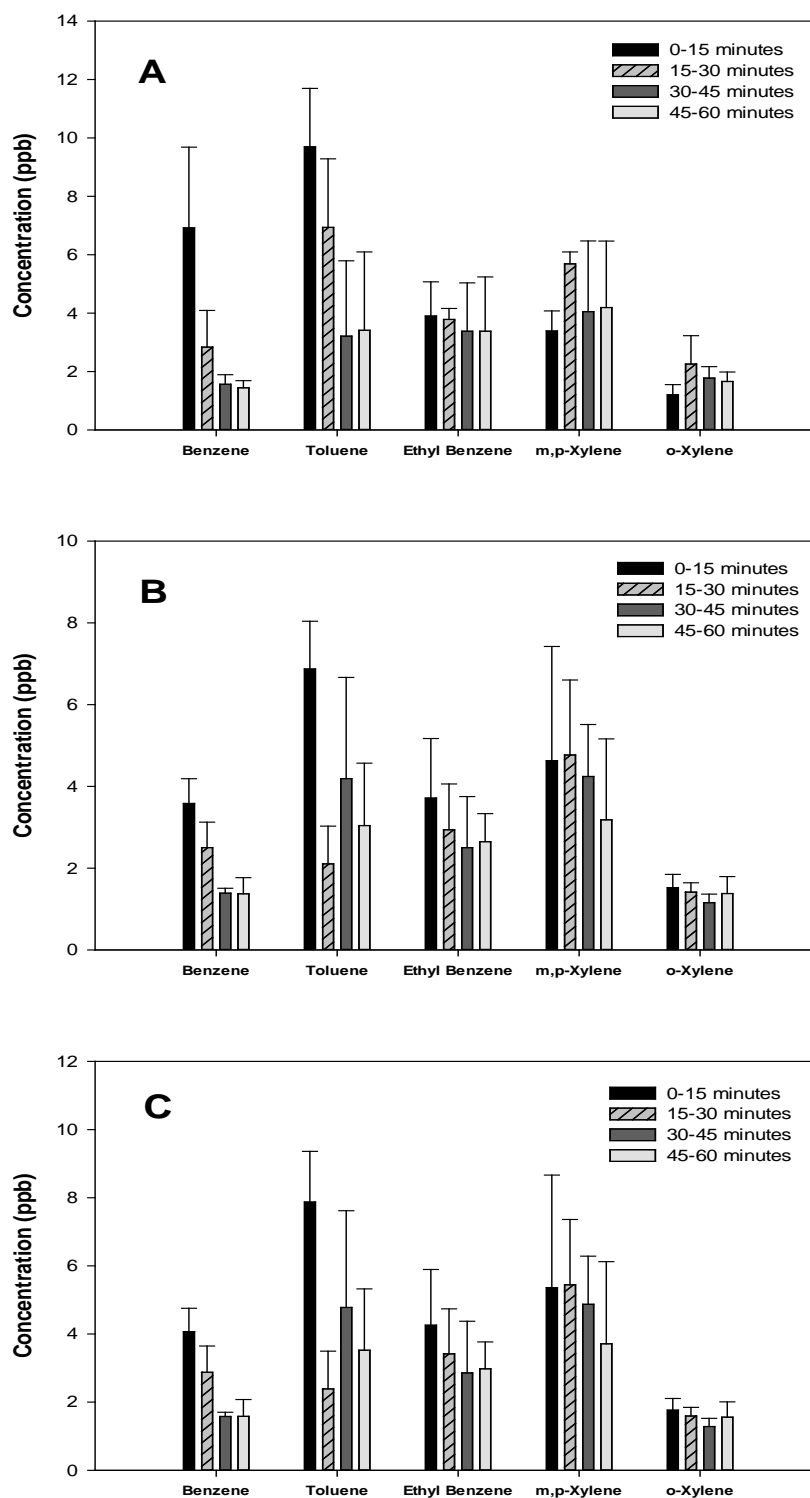 14
12
10
8
6
4
2
0
Concentration (ppb)
A
0-15 minutes
15-30 minutes
30-45 minutes
45-60 minutes
Benzene Toluene Ethyl Benzene m,p-Xylene o-Xylene
10
8
6
4
2
0
Concentration (ppb)
B
0-15 minutes
15-30 minutes
30-45 minutes
45-60 minutes
Benzene Toluene Ethyl Benzene m,p-Xylene o-Xylene
12
10
8
6
4
2
0
Concentration (ppb)
C
0-15 minutes
15-30 minutes
30-45 minutes
45-60 minutes
Benzene Toluene Ethyl Benzene m,p-Xylene o-Xylene